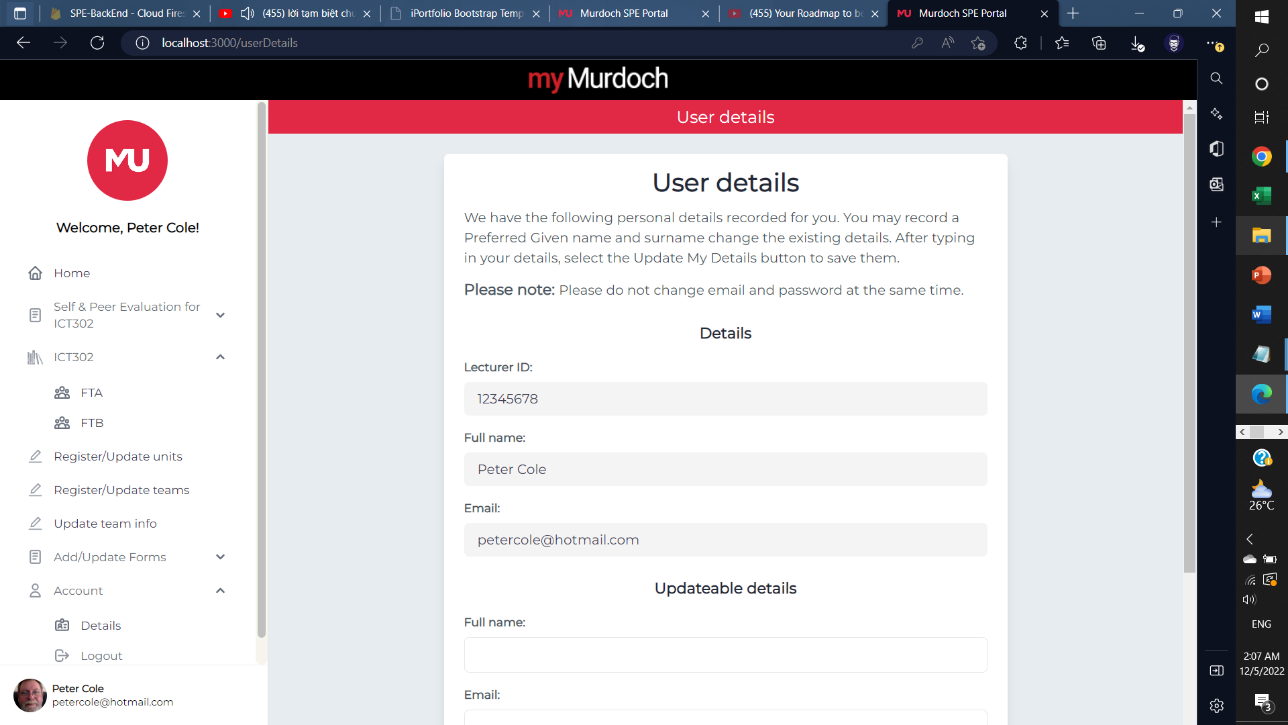 SPE-BackEnd - Cloud Fire
(455) lời tạm biệt ch
iPortfolio Bootstrap Temp
Murdoch SPE Portal
(455) Your Roadmap to b
MU Murdoch SPE Portal
localhost:3000/userDetails
myMurdoch
MU
Welcome, Peter Cole!
Home
Self & Peer Evaluation for
ICT302
ICT302
FTA
FTB
Register/Update units
Register/Update teams
Update team info
Add/Update Forms
Account
Details
Logout
Peter Cole
petercole@hotmail.com
User details
User details
We have the following personal details recorded for you. You may record a
Preferred Given name and surname change the existing details. After typing
in your details, select the Update My Details button to save them.
Please note: Please do not change email and password at the same time.
Details
Lecturer ID:
12345678
Full name:
Peter Cole
Email:
petercole@hotmail.com
Updateable details
Full name:
Email:
26°C
ENG
2:07 AM
12/5/2022
3